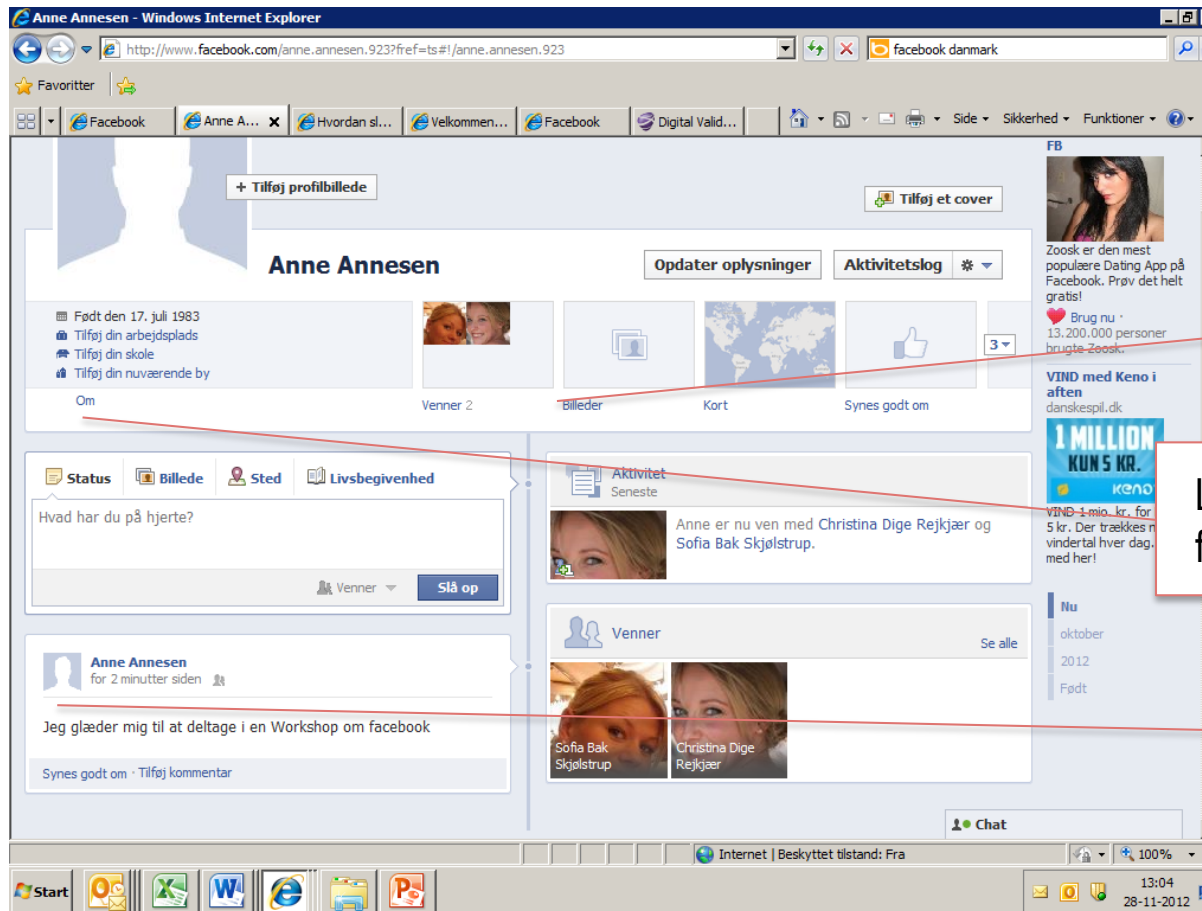 Anne Annesen - Windows Internet Explorer
http://www.facebook.com/anne.annesen.923?fref=ts#!/anne.annesen.923
facebook danmark
Favoritter
Facebook
Anne A...
Hvordan sl...
Velkommen...
Facebook
Digital Valid...
Side
Sikkerhed
Funktioner
+ Tilføj profilbillede
Tilføj et cover
Anne Annesen
Opdater oplysninger
Aktivitetslog
Født den 17. juli 1983
Tilføj din arbejdsplads
Tilføj din skole
Tilføj din nuværende by
Om
Venner 2
Billeder
Kort
Synes godt om
3
Status
Billede
Sted
Livsbegivenhed
Hvad har du på hjerte?
Venner
Slå op
Anne Annesen
for 2 minutter siden
Jeg glæder mig til at deltage i en Workshop om facebook
Synes godt om · Tilføj kommentar
Aktivitet
Seneste
Anne er nu ven med Christina Dige Rejkjær og
Sofia Bak Skjølstrup.
+1
Venner
Se alle
Sofia Bak
Skjølstrup
Christina Dige
Rejkjær
FB
Zoosk er den mest
populære Dating App på
Facebook. Prøv det helt
gratis!
Brug nu ·
13.200.000 personer
brugte Zoosk.
VIND med Keno i
aften
danskespil.dk
1 MILLION
KUN 5 KR.
Keno
VIND 1 mio. kr. for
5 kr. Der trækkes
vindertal hver dag.
med her!
Nu
oktober
2012
Født
Chat
Internet | Beskyttet tilstand: Fra
100%
Start
13:04
28-11-2012